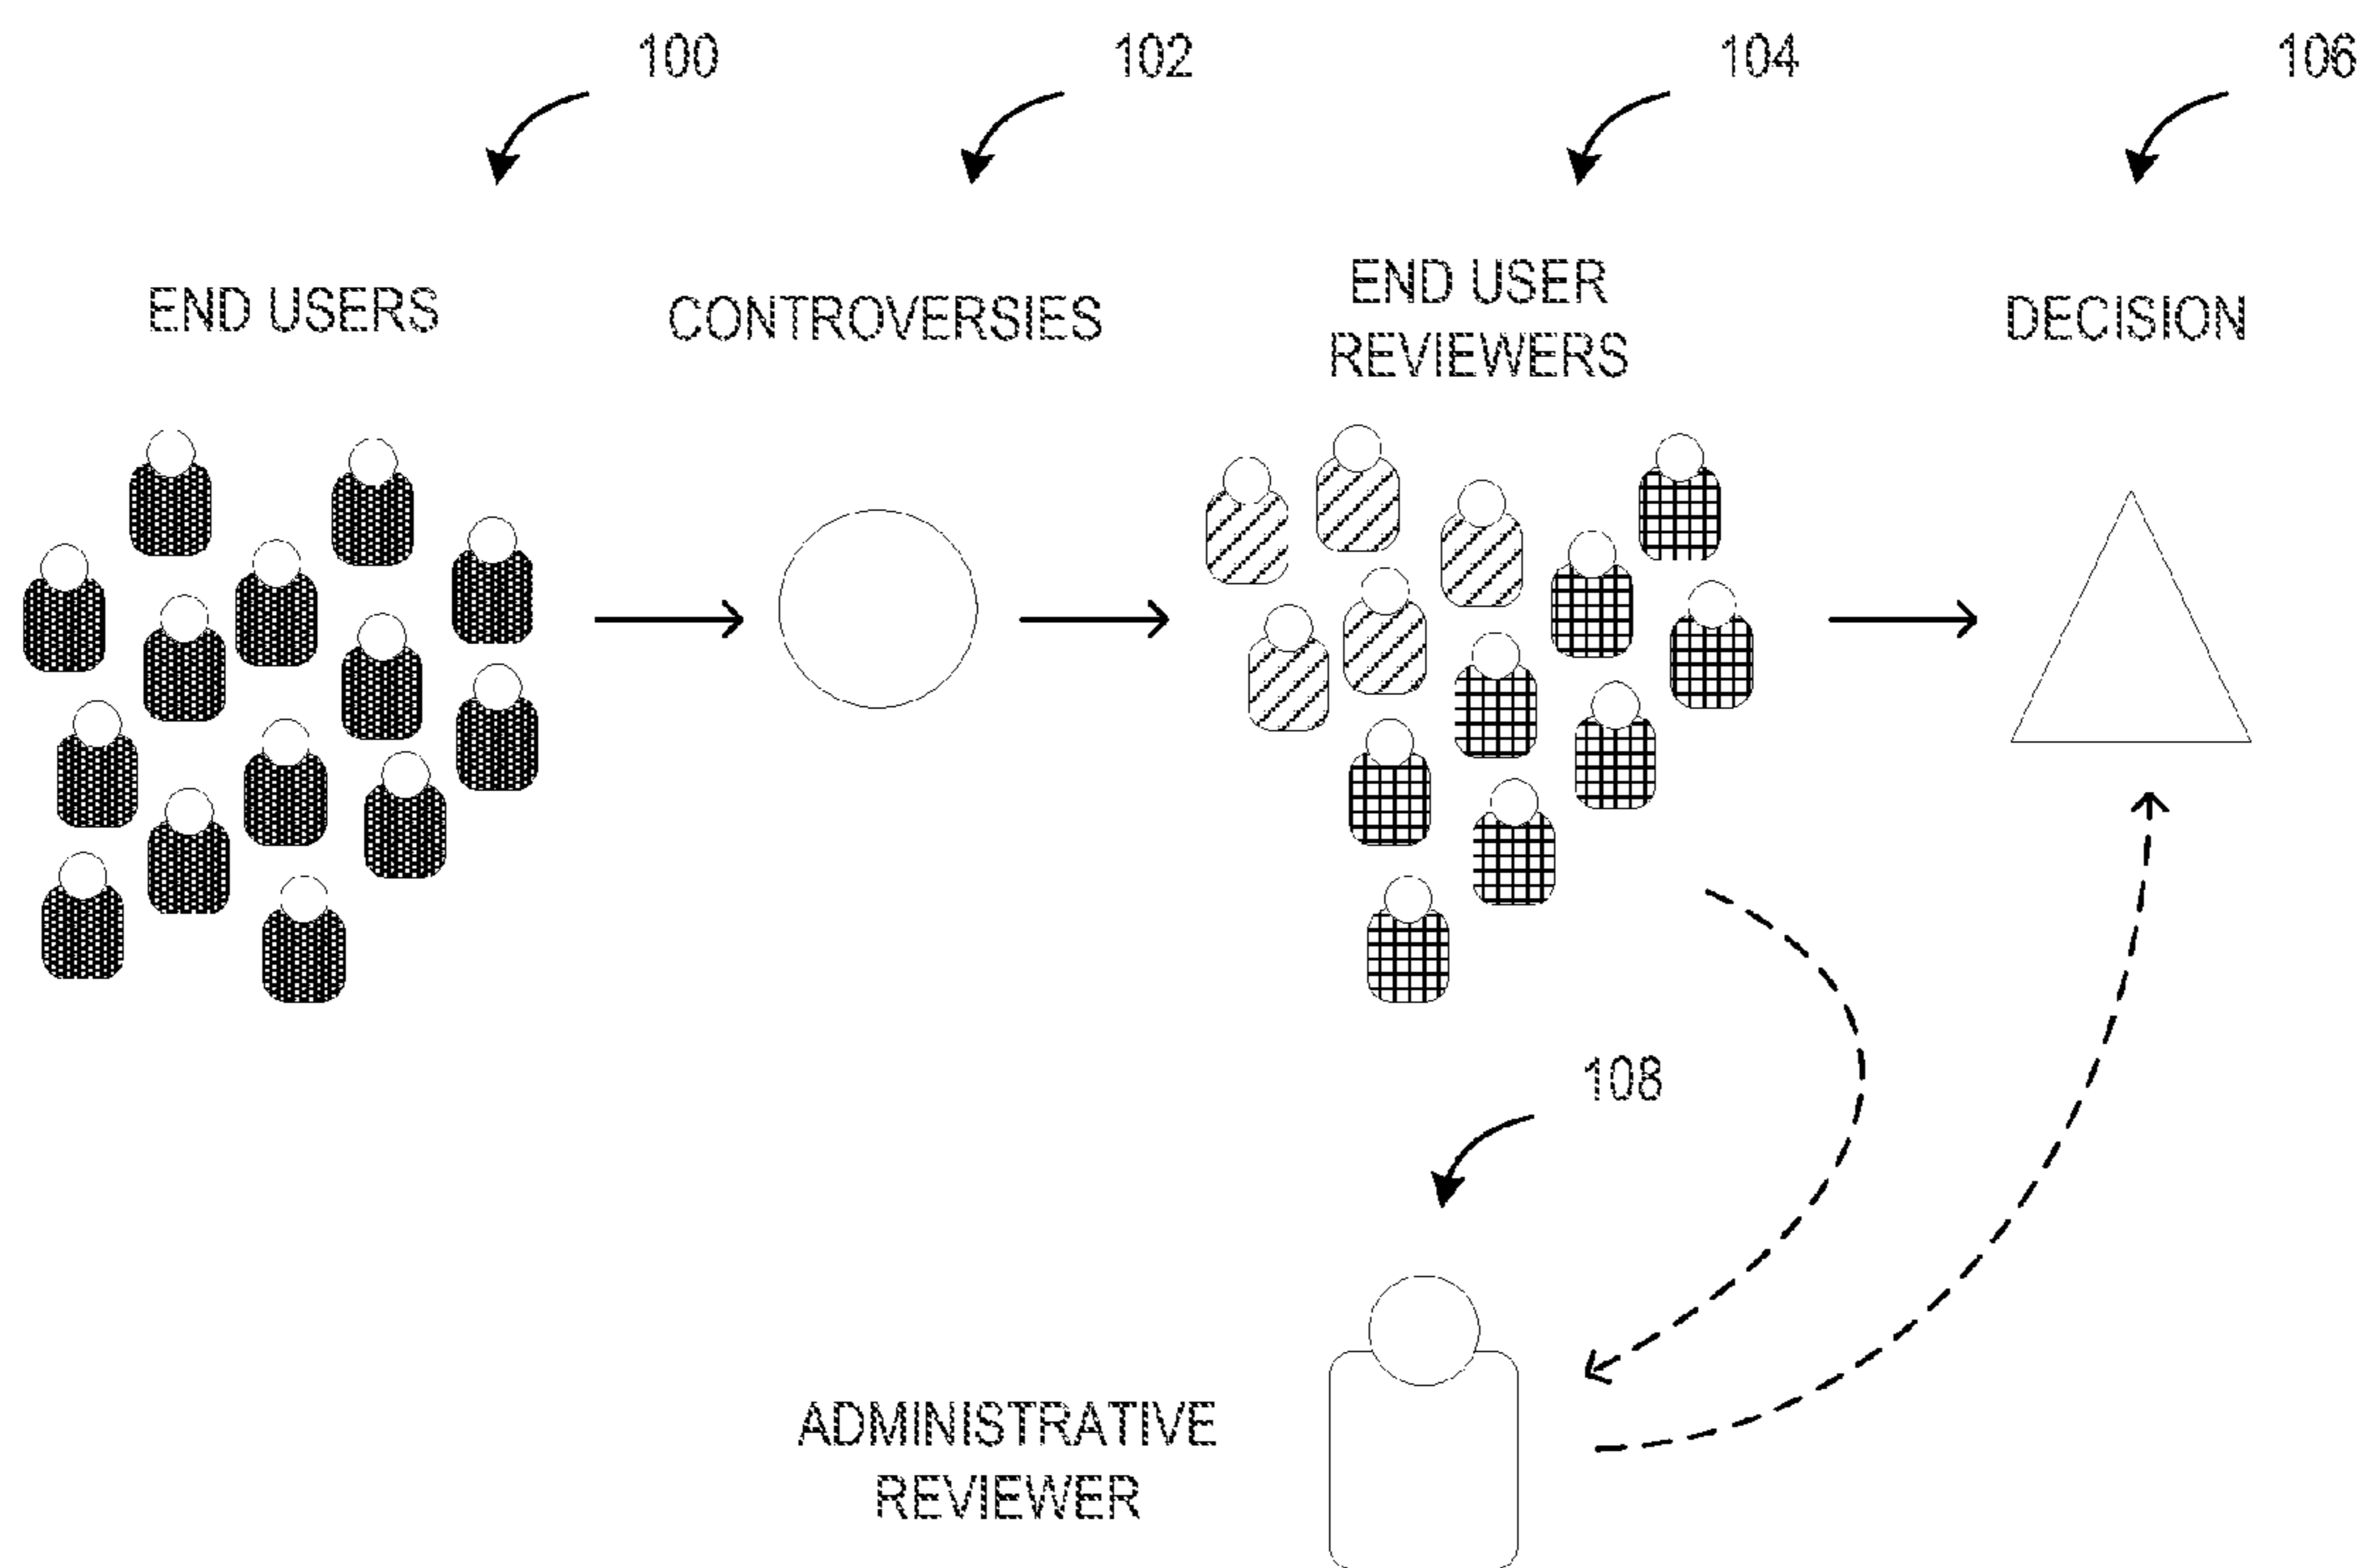 100
102
104
106
END USERS
CONTROVERSIES
END USER
REVIEWERS
DECISION
108
ADMINISTRATIVE
REVIEWER